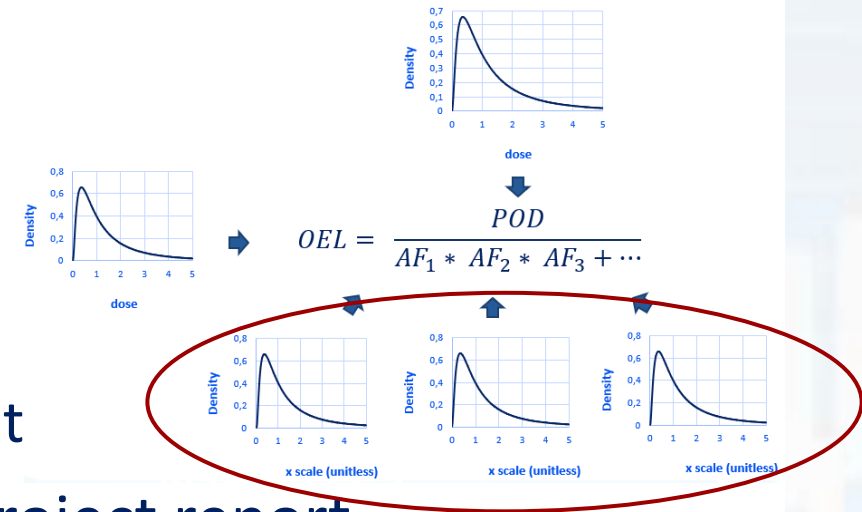 0,7
0,6
0,5
0,4
0,3
0,2
0,1
0
Density
0 1 2 3 4 5
dose
0,8
0,6
0,4
0,2
0
Density
0 1 2 3 4 5
dose
OEL = POD
AF₁ * AF₂ * AF₃ + ⋯
0,8
0,6
0,4
0,2
0
Density
0 1 2 3 4 5
x scale (unitless)
0,8
0,6
0,4
0,2
0
Density
0 1 2 3 4 5
x scale (unitless)
0,8
0,6
0,4
0,2
0
Density
0 1 2 3 4 5
x scale (unitless)
t
roject report